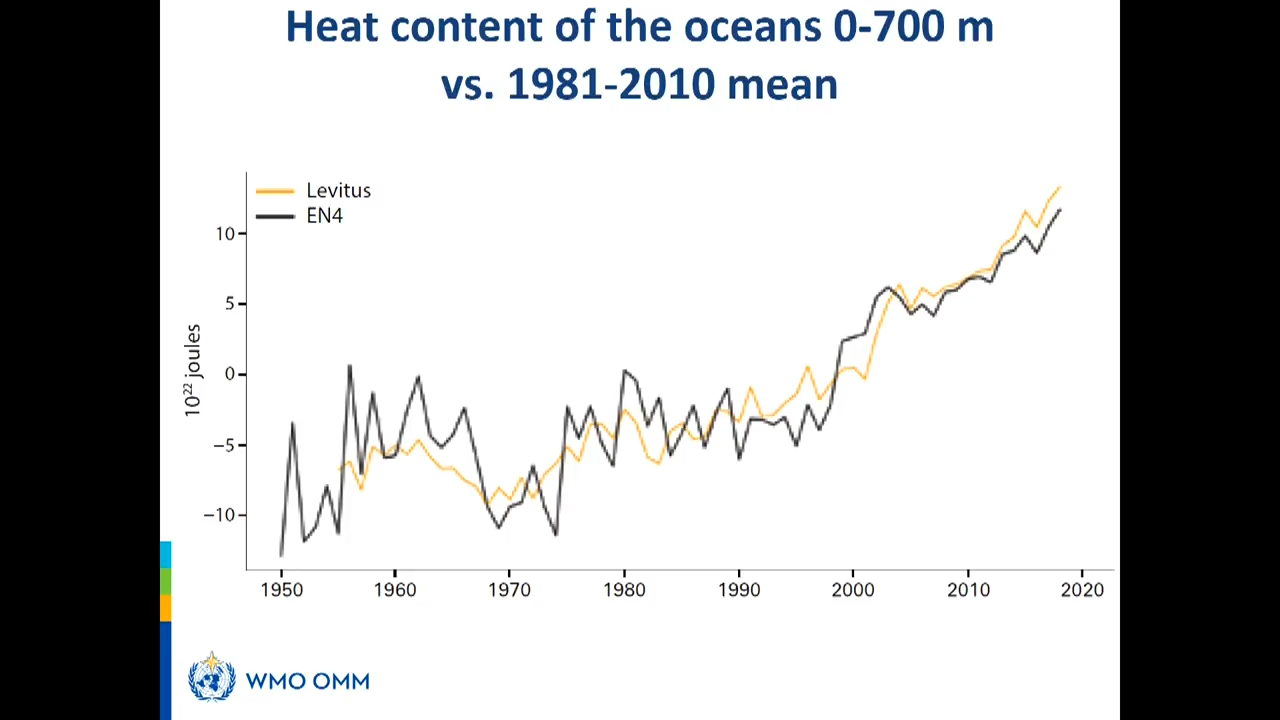 Heat content of the oceans 0-700 m
vs. 1981-2010 mean
Levitus
EN4
10
5
0
−5
−10
10²² joules
1950 1960 1970 1980 1990 2000 2010 2020
WMO OMM